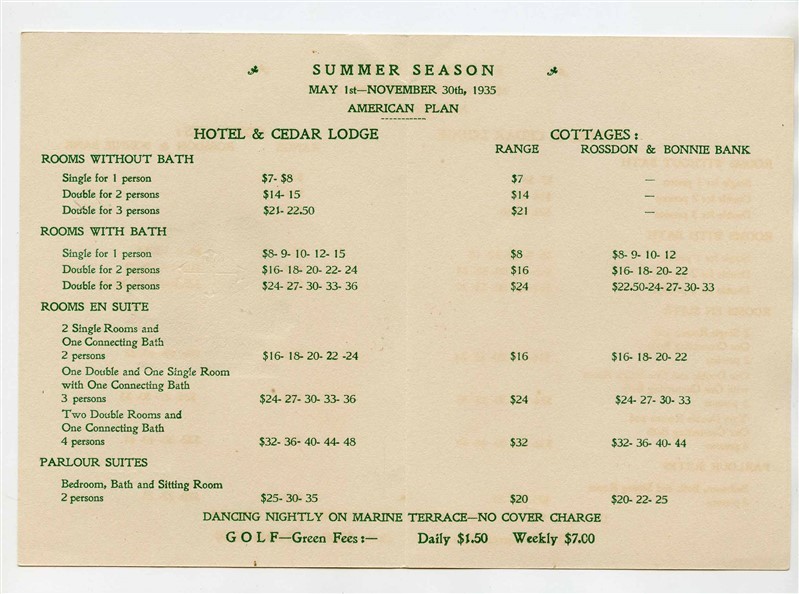 SUMMER SEASON
MAY 1st—NOVEMBER 30th, 1935
AMERICAN PLAN
HOTEL & CEDAR LODGE COTTAGES:
RANGE ROSSDON & BONNIE BANK
ROOMS WITHOUT BATH
Single for 1 person $7- $8 $7 —
Double for 2 persons $14- 15 $14 —
Double for 3 persons $21- 22.50 $21 —
ROOMS WITH BATH
Single for 1 person $8- 9- 10- 12- 15 $8 $8- 9- 10- 12
Double for 2 persons $16- 18- 20- 22- 24 $16 $16- 18- 20- 22
Double for 3 persons $24- 27- 30- 33- 36 $24 $22.50-24- 27- 30- 33
ROOMS EN SUITE
2 Single Rooms and
One Connecting Bath
2 persons $16- 18- 20- 22 -24 $16 $16- 18- 20- 22
One Double and One Single Room
with One Connecting Bath
3 persons $24- 27- 30- 33- 36 $24 $24- 27- 30- 33
Two Double Rooms and
One Connecting Bath
4 persons $32- 36- 40- 44- 48 $32 $32- 36- 40- 44
PARLOUR SUITES
Bedroom, Bath and Sitting Room
2 persons $25- 30- 35 $20 $20- 22- 25
DANCING NIGHTLY ON MARINE TERRACE—NO COVER CHARGE
GOLF—Green Fees:— Daily $1.50 Weekly $7.00